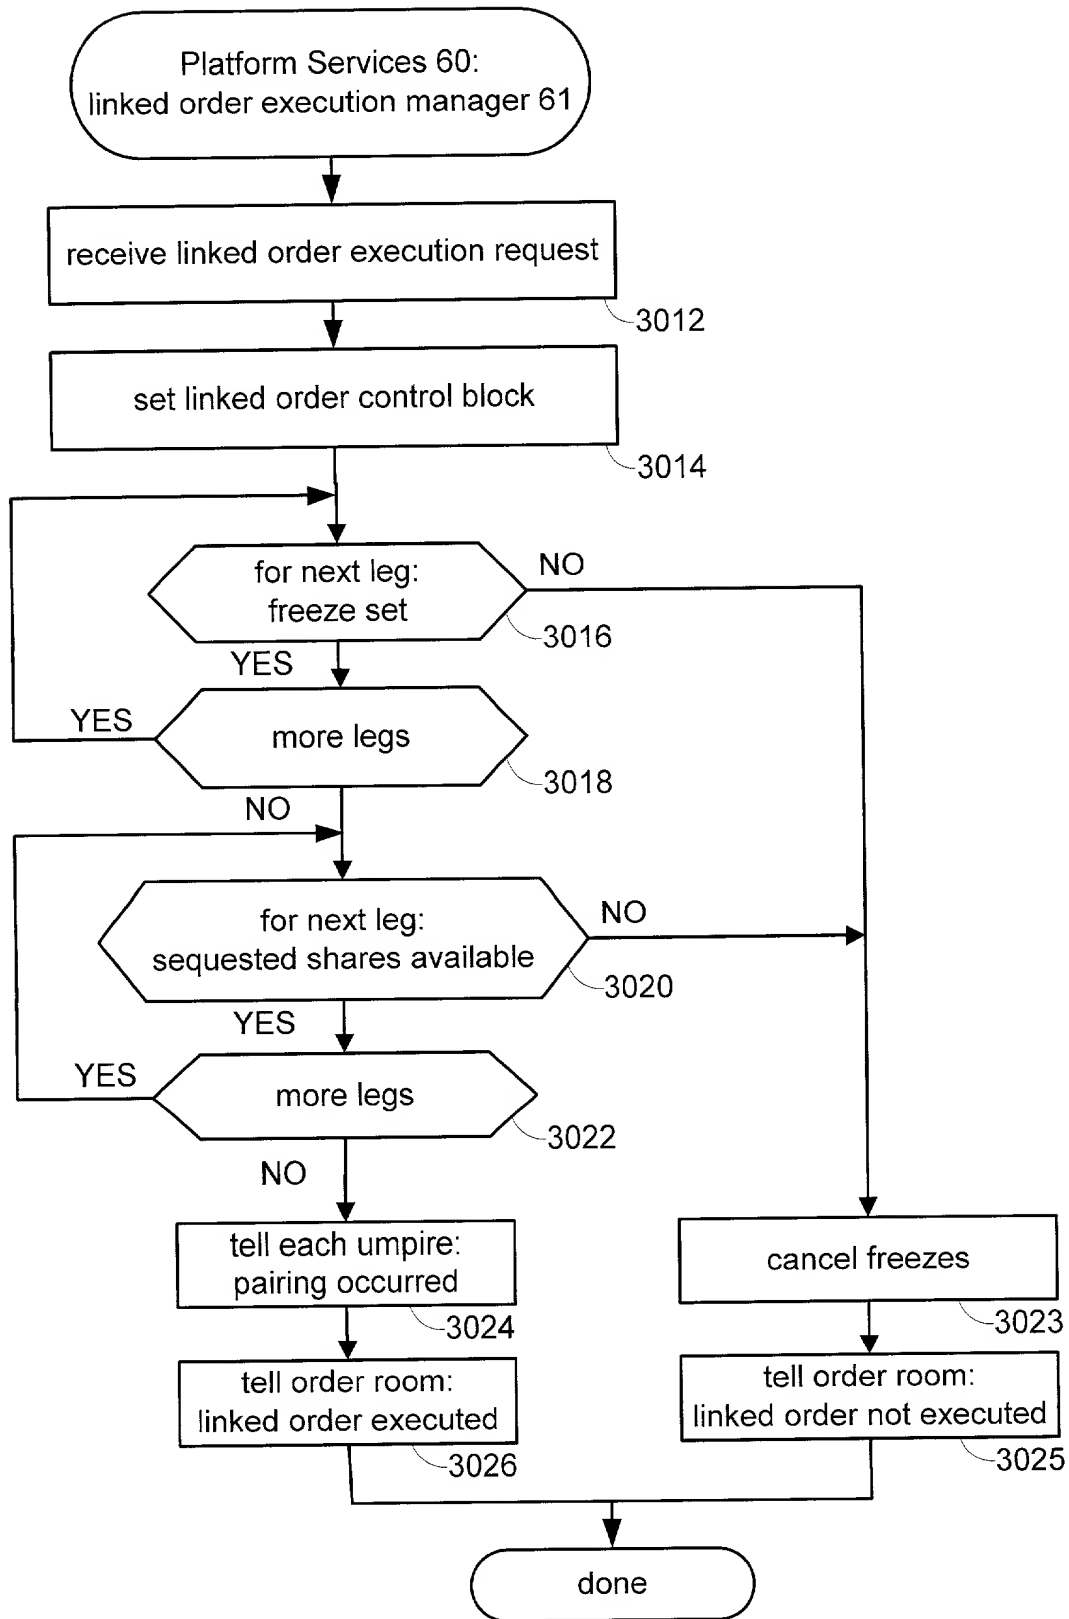 Platform Services 60:
linked order execution manager 61
receive linked order execution request
3012
set linked order control block
3014
for next leg:
freeze set
NO
3016
YES
more legs
YES
3018
NO
for next leg:
sequested shares available
NO
3020
YES
more legs
YES
3022
NO
tell each umpire:
pairing occurred
3024
cancel freezes
3023
tell order room:
linked order executed
3026
tell order room:
linked order not executed
3025
done